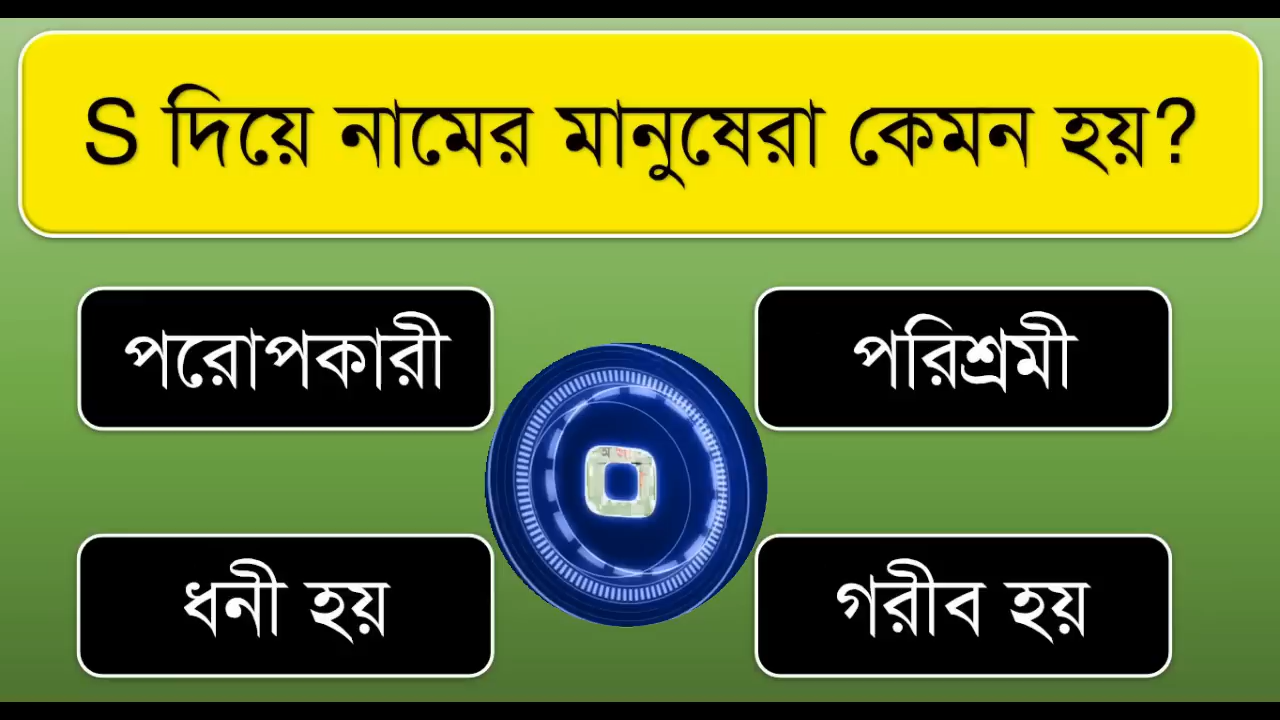 S দিয়ে নামের মানুষেরা কেমন হয়?
পরোপকারী
পরিশ্রমী
ধনী হয়
গরীব হয়